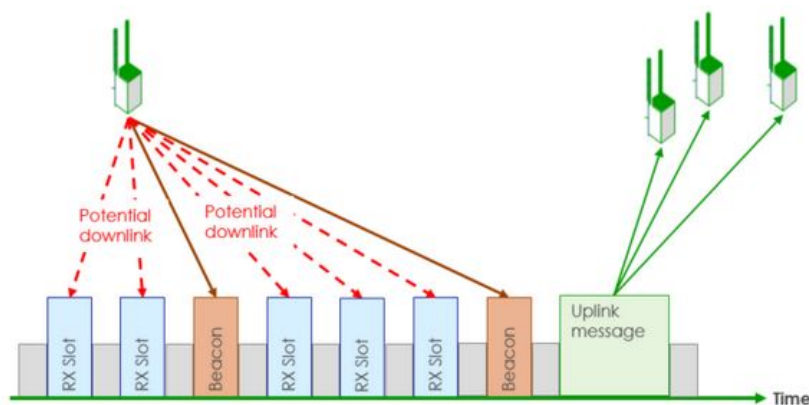 Potential
downlink
Potential
downlink
RX Slot
RX Slot
Beacon
RX Slot
RX Slot
RX Slot
Beacon
Uplink
message
Time